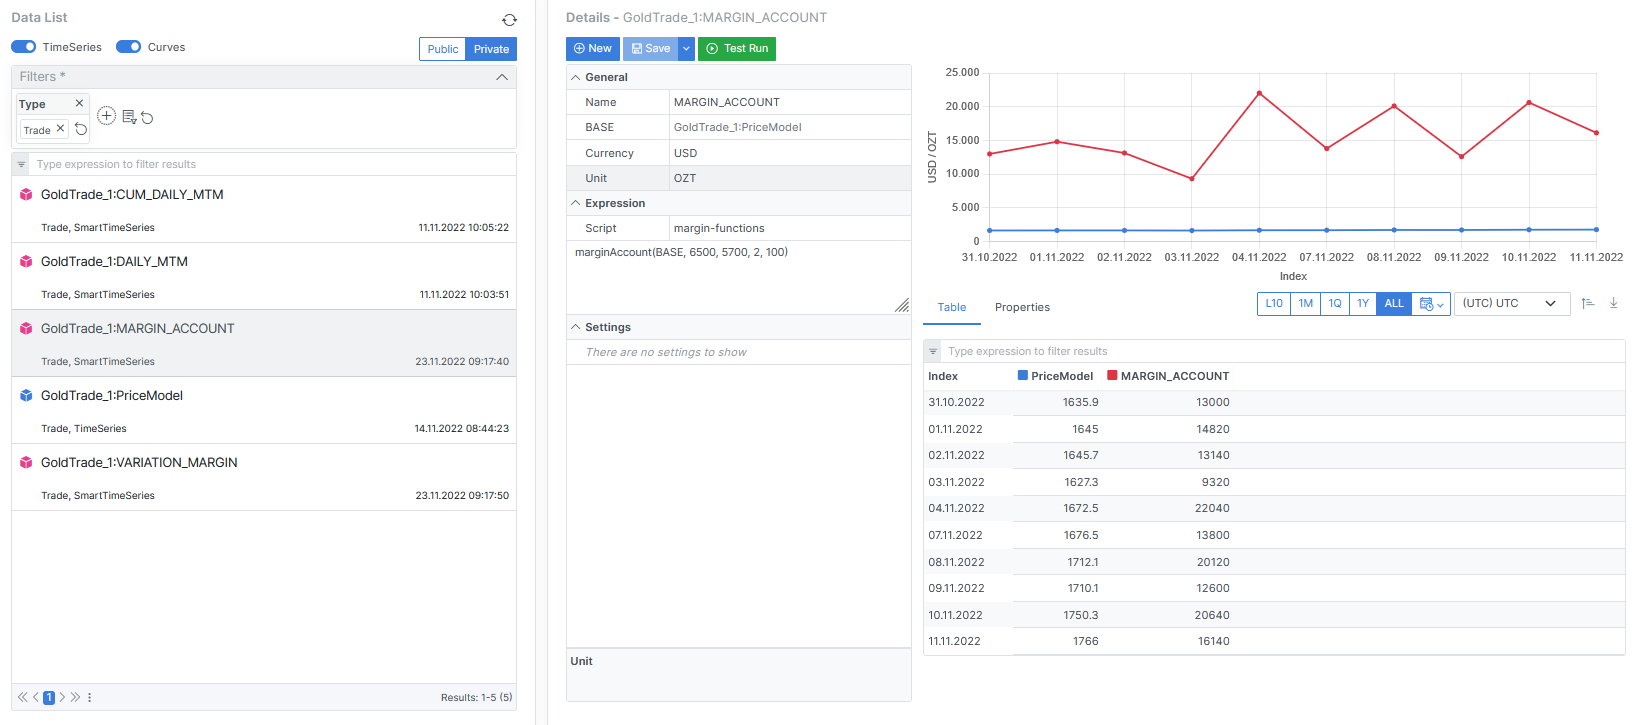 Data List
TimeSeries Curves Public Private
Filters *
Type
Trade
Type expression to filter results
GoldTrade_1:CUM_DAILY_MTM
Trade, SmartTimeSeries 11.11.2022 10:05:22
GoldTrade_1:DAILY_MTM
Trade, SmartTimeSeries 11.11.2022 10:03:51
GoldTrade_1:MARGIN_ACCOUNT
Trade, SmartTimeSeries 23.11.2022 09:17:40
GoldTrade_1:PriceModel
Trade, TimeSeries 14.11.2022 08:44:23
GoldTrade_1:VARIATION_MARGIN
Trade, SmartTimeSeries 23.11.2022 09:17:50
1 Results: 1-5 (5)
Details - GoldTrade_1:MARGIN_ACCOUNT
New Save Test Run
General
Name MARGIN_ACCOUNT
BASE GoldTrade_1:PriceModel
Currency USD
Unit OZT
Expression
Script margin-functions
marginAccount(BASE, 6500, 5700, 2, 100)
Settings
There are no settings to show
Unit
25.000
20.000
15.000
10.000
5.000
0
USD / OZT
31.10.2022 01.11.2022 02.11.2022 03.11.2022 04.11.2022 07.11.2022 08.11.2022 09.11.2022 10.11.2022 11.11.2022
Index
Table Properties L10 1M 1Q 1Y ALL (UTC) UTC
Type expression to filter results
Index PriceModel MARGIN_ACCOUNT
31.10.2022 1635.9 13000
01.11.2022 1645 14820
02.11.2022 1645.7 13140
03.11.2022 1627.3 9320
04.11.2022 1672.5 22040
07.11.2022 1676.5 13800
08.11.2022 1712.1 20120
09.11.2022 1710.1 12600
10.11.2022 1750.3 20640
11.11.2022 1766 16140